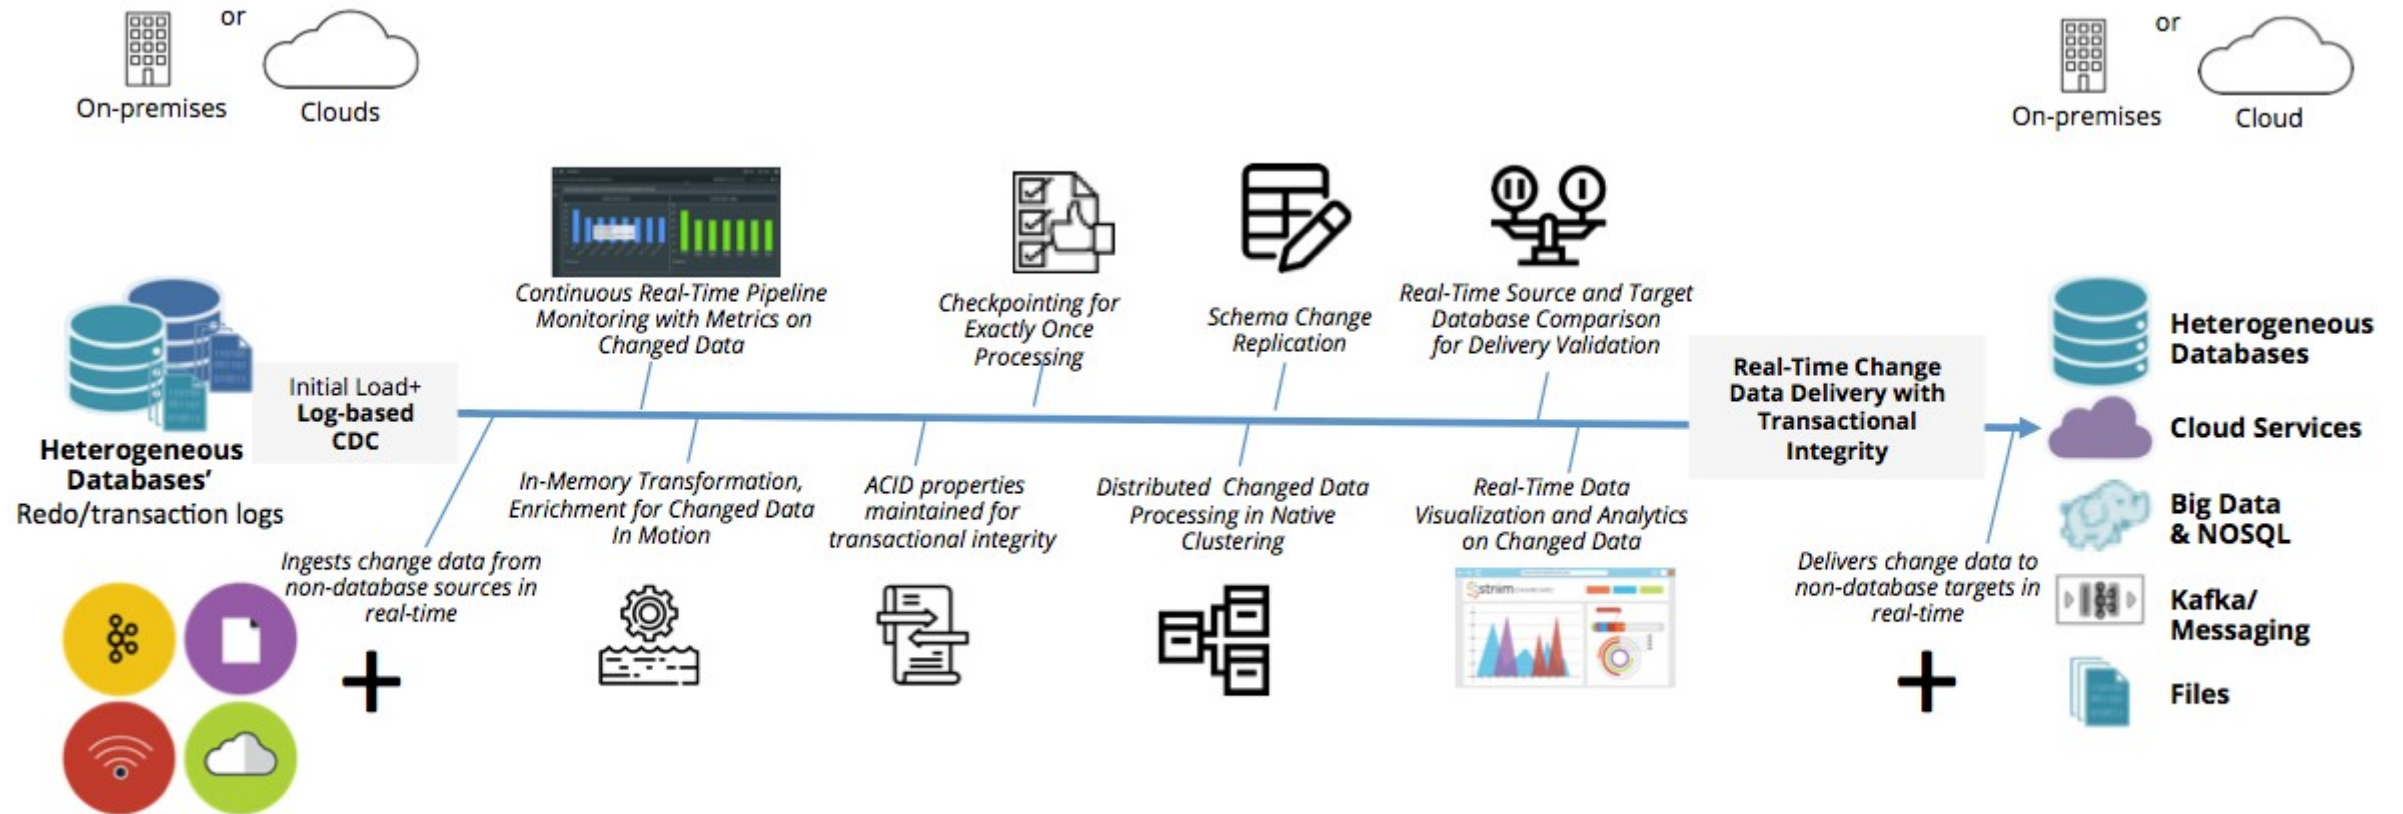 or
On-premises
Clouds
or
On-premises
Cloud
Continuous Real-Time Pipeline
Monitoring with Metrics on
Changed Data
Checkpointing for
Exactly Once
Processing
Schema Change
Replication
Real-Time Source and Target
Database Comparison
for Delivery Validation
Initial Load+
Log-based
CDC
Heterogeneous
Databases’
Redo/transaction logs
Real-Time Change
Data Delivery with
Transactional
Integrity
Heterogeneous
Databases
Cloud Services
Big Data
& NOSQL
Kafka/
Messaging
Files
Ingests change data from
non-database sources in
real-time
In-Memory Transformation,
Enrichment for Changed Data
In Motion
ACID properties
maintained for
transactional integrity
Distributed Changed Data
Processing in Native
Clustering
Real-Time Data
Visualization and Analytics
on Changed Data
striim
Delivers change data to
non-database targets in
real-time